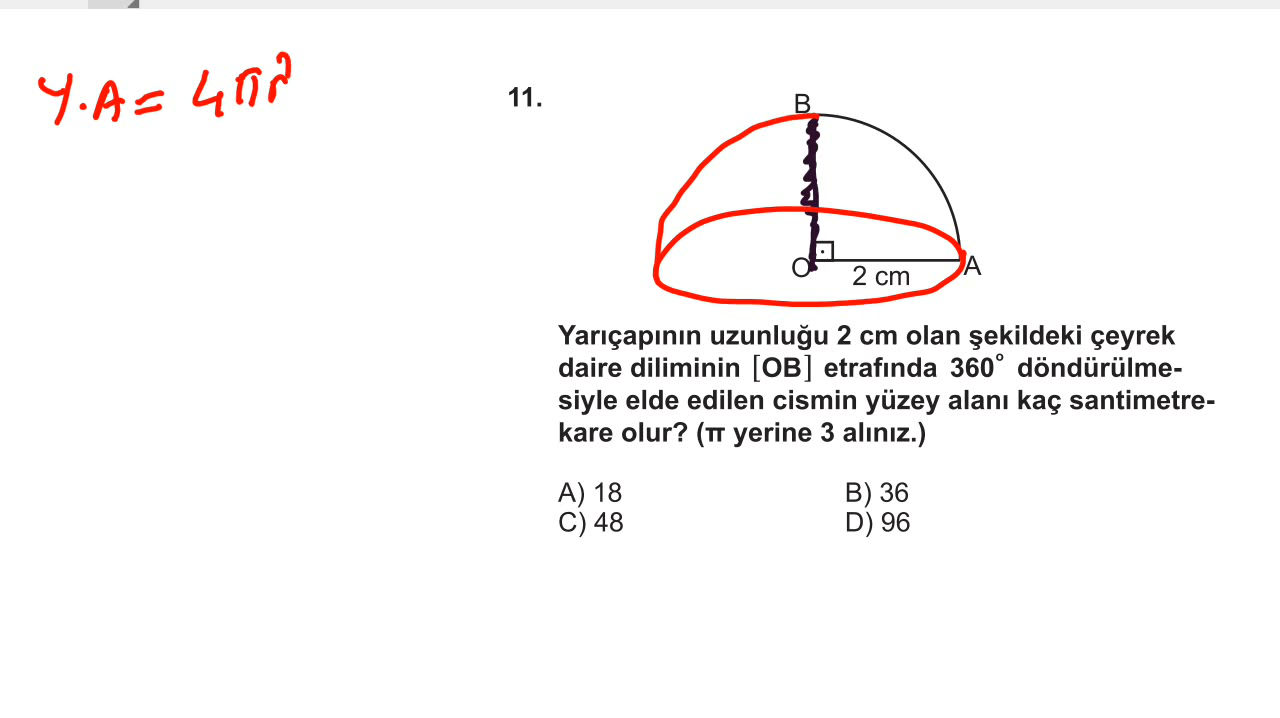 Y.A = 4πr²
11.
B
O
A
2 cm
Yarıçapının uzunluğu 2 cm olan şekildeki çeyrek
daire diliminin [OB] etrafında 360° döndürülme-
siyle elde edilen cismin yüzey alanı kaç santimetre-
kare olur? (π yerine 3 alınız.)
A) 18 B) 36
C) 48 D) 96